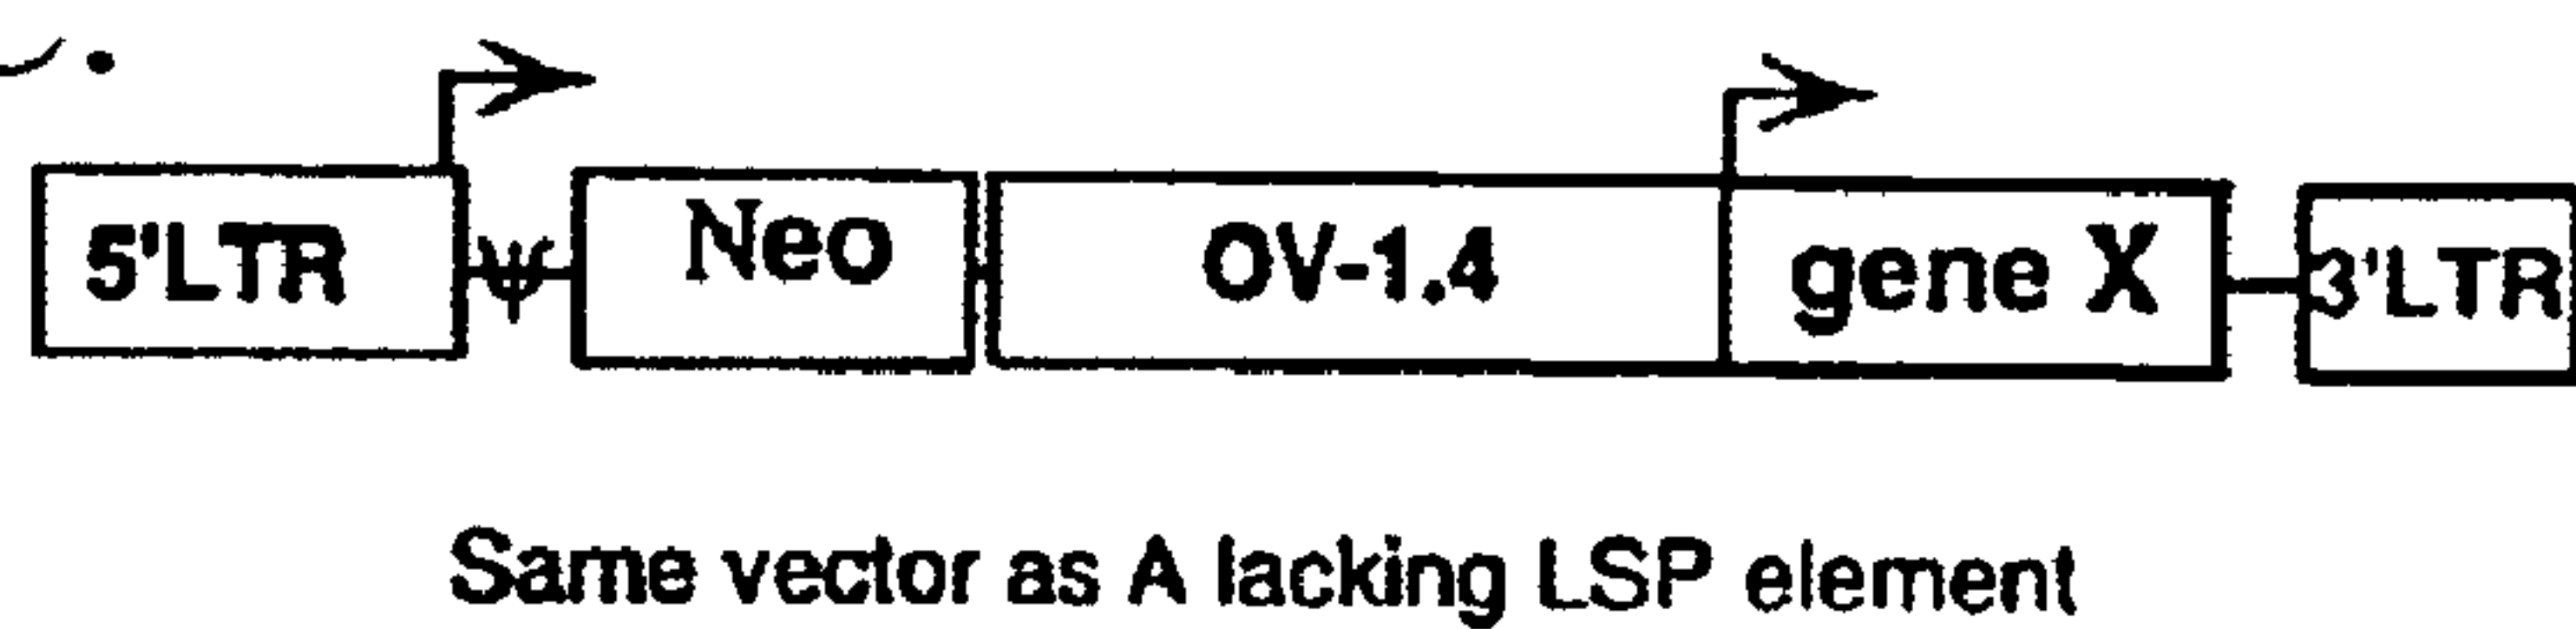 5'LTR ψ Neo OV-1.4 gene X 3'LTR
Same vector as A lacking LSP element